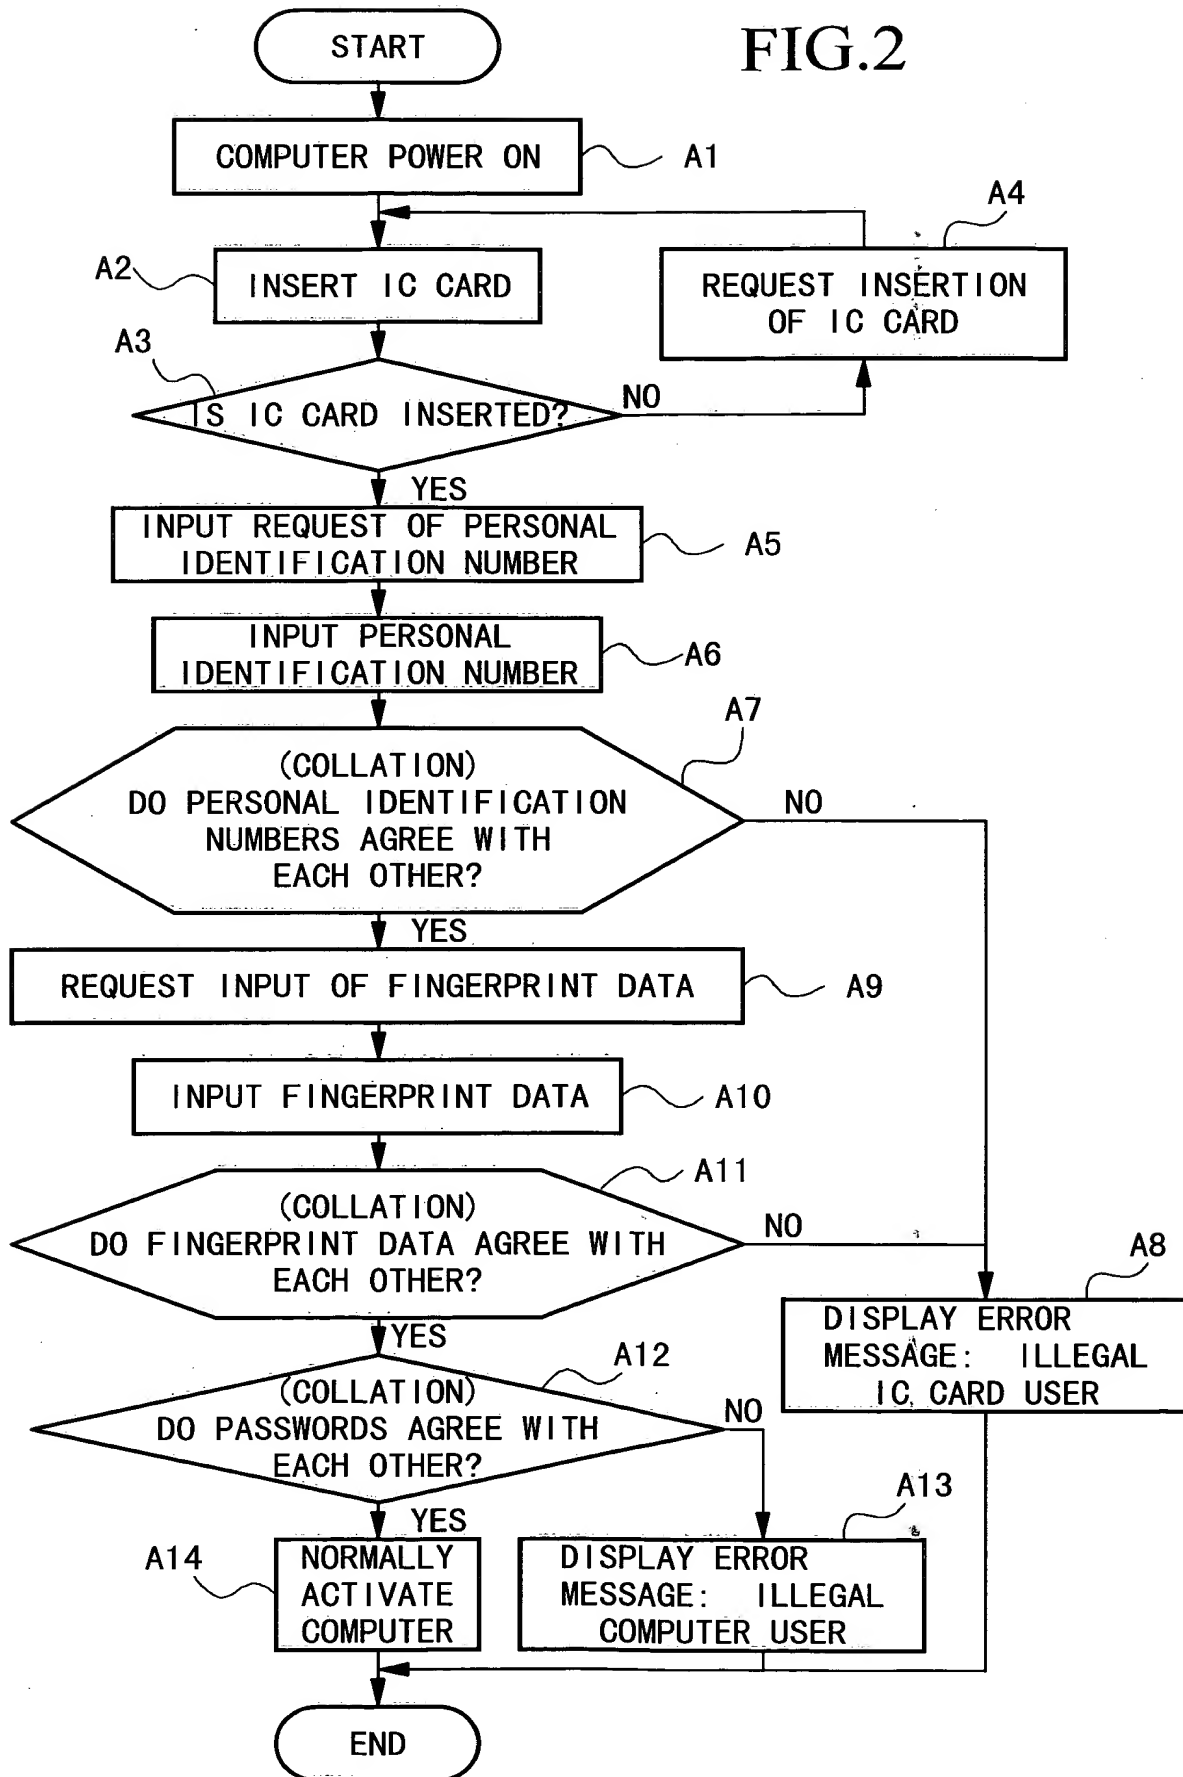 START
FIG.2
COMPUTER POWER ON
A1
A4
A2
INSERT IC CARD
REQUEST INSERTION
OF IC CARD
A3
IS IC CARD INSERTED?
NO
YES
INPUT REQUEST OF PERSONAL
IDENTIFICATION NUMBER
A5
INPUT PERSONAL
IDENTIFICATION NUMBER
A6
A7
(COLLATION)
DO PERSONAL IDENTIFICATION
NUMBERS AGREE WITH
EACH OTHER?
NO
YES
REQUEST INPUT OF FINGERPRINT DATA
A9
INPUT FINGERPRINT DATA
A10
A11
(COLLATION)
DO FINGERPRINT DATA AGREE WITH
EACH OTHER?
NO
A8
YES
DISPLAY ERROR
MESSAGE: ILLEGAL
IC CARD USER
A12
(COLLATION)
DO PASSWORDS AGREE WITH
EACH OTHER?
NO
A13
YES
A14
NORMALLY
ACTIVATE
COMPUTER
DISPLAY ERROR
MESSAGE: ILLEGAL
COMPUTER USER
END